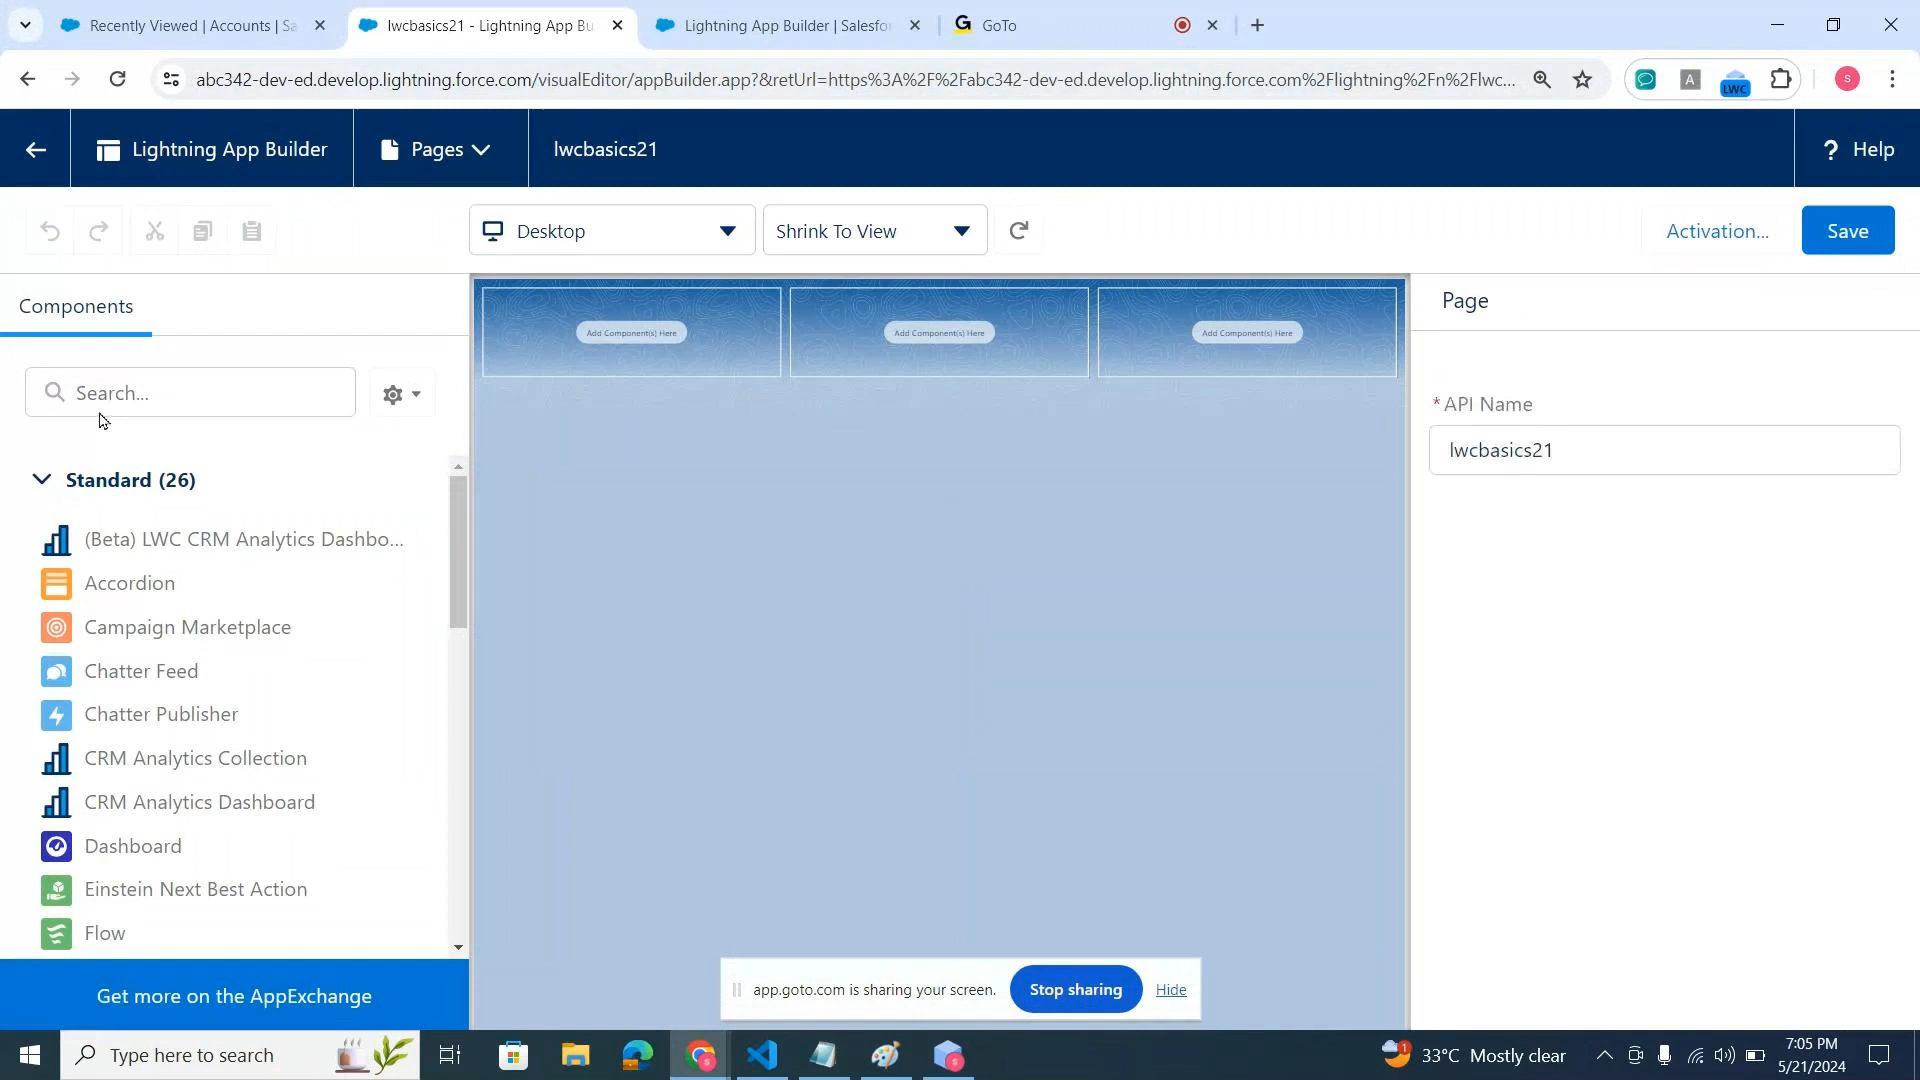 Recently Viewed | Accounts | Sa
lwcbasics21 - Lightning App Bu
Lightning App Builder | Salesfor
GoTo
abc342-dev-ed.develop.lightning.force.com/visualEditor/appBuilder.app?&retUrl=https%3A%2F%2Fabc342-dev-ed.develop.lightning.force.com%2Flightning%2Fn%2Flwc...
A
LWC
S
Lightning App Builder
Pages
lwcbasics21
? Help
Desktop
Shrink To View
Activation...
Save
Components
Search...
Standard (26)
(Beta) LWC CRM Analytics Dashbo...
Accordion
Campaign Marketplace
Chatter Feed
Chatter Publisher
CRM Analytics Collection
CRM Analytics Dashboard
Dashboard
Einstein Next Best Action
Flow
Get more on the AppExchange
Add Component(s) Here
Add Component(s) Here
Add Component(s) Here
Page
*API Name
lwcbasics21
app.goto.com is sharing your screen.
Stop sharing
Hide
Type here to search
33°C Mostly clear
7:05 PM
5/21/2024